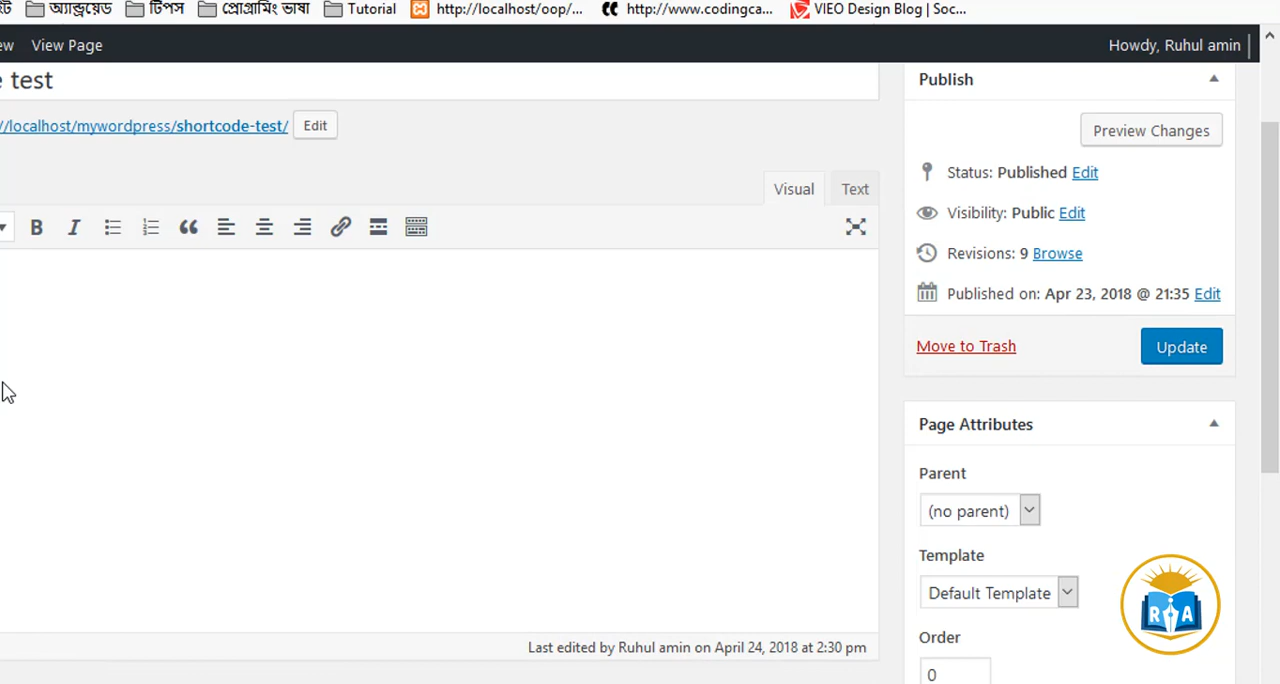 অ্যান্ড্রয়েড টিপস প্রোগ্রামিং ভাষা Tutorial http://localhost/oop/... http://www.codingca... VIEO Design Blog | Soc...
View Page Howdy, Ruhul amin
test
//localhost/mywordpress/shortcode-test/ Edit
Visual Text
Last edited by Ruhul amin on April 24, 2018 at 2:30 pm
Publish
Preview Changes
Status: Published Edit
Visibility: Public Edit
Revisions: 9 Browse
Published on: Apr 23, 2018 @ 21:35 Edit
Move to Trash Update
Page Attributes
Parent
(no parent)
Template
Default Template
Order
0
R A